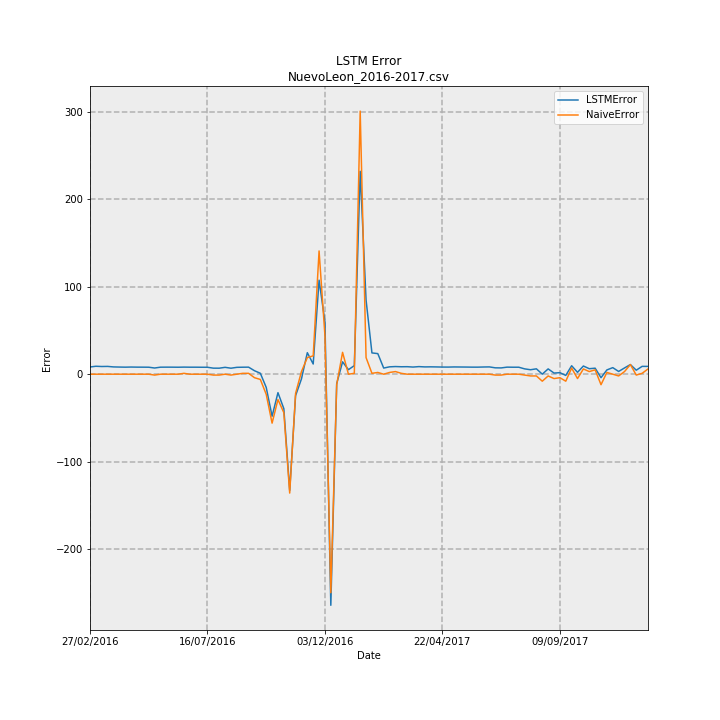 LSTM Error
NuevoLeon_2016-2017.csv
LSTMError
NaiveError
300
200
100
0
−100
−200
Error
27/02/2016 16/07/2016 03/12/2016 22/04/2017 09/09/2017
Date